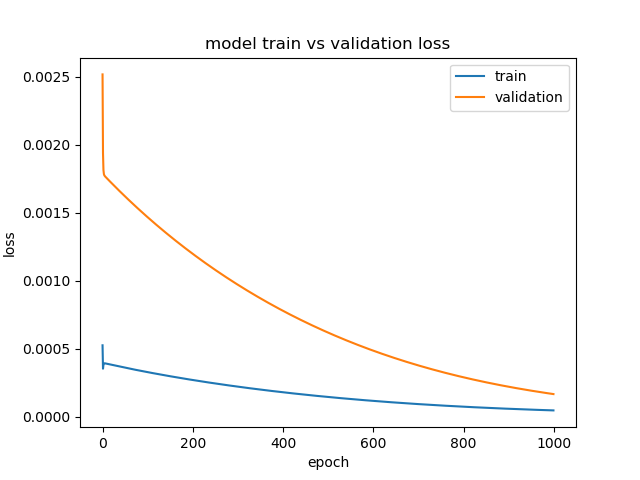 model train vs validation loss
train
validation
0.0025
0.0020
0.0015
0.0010
0.0005
0.0000
loss
0 200 400 600 800 1000
epoch